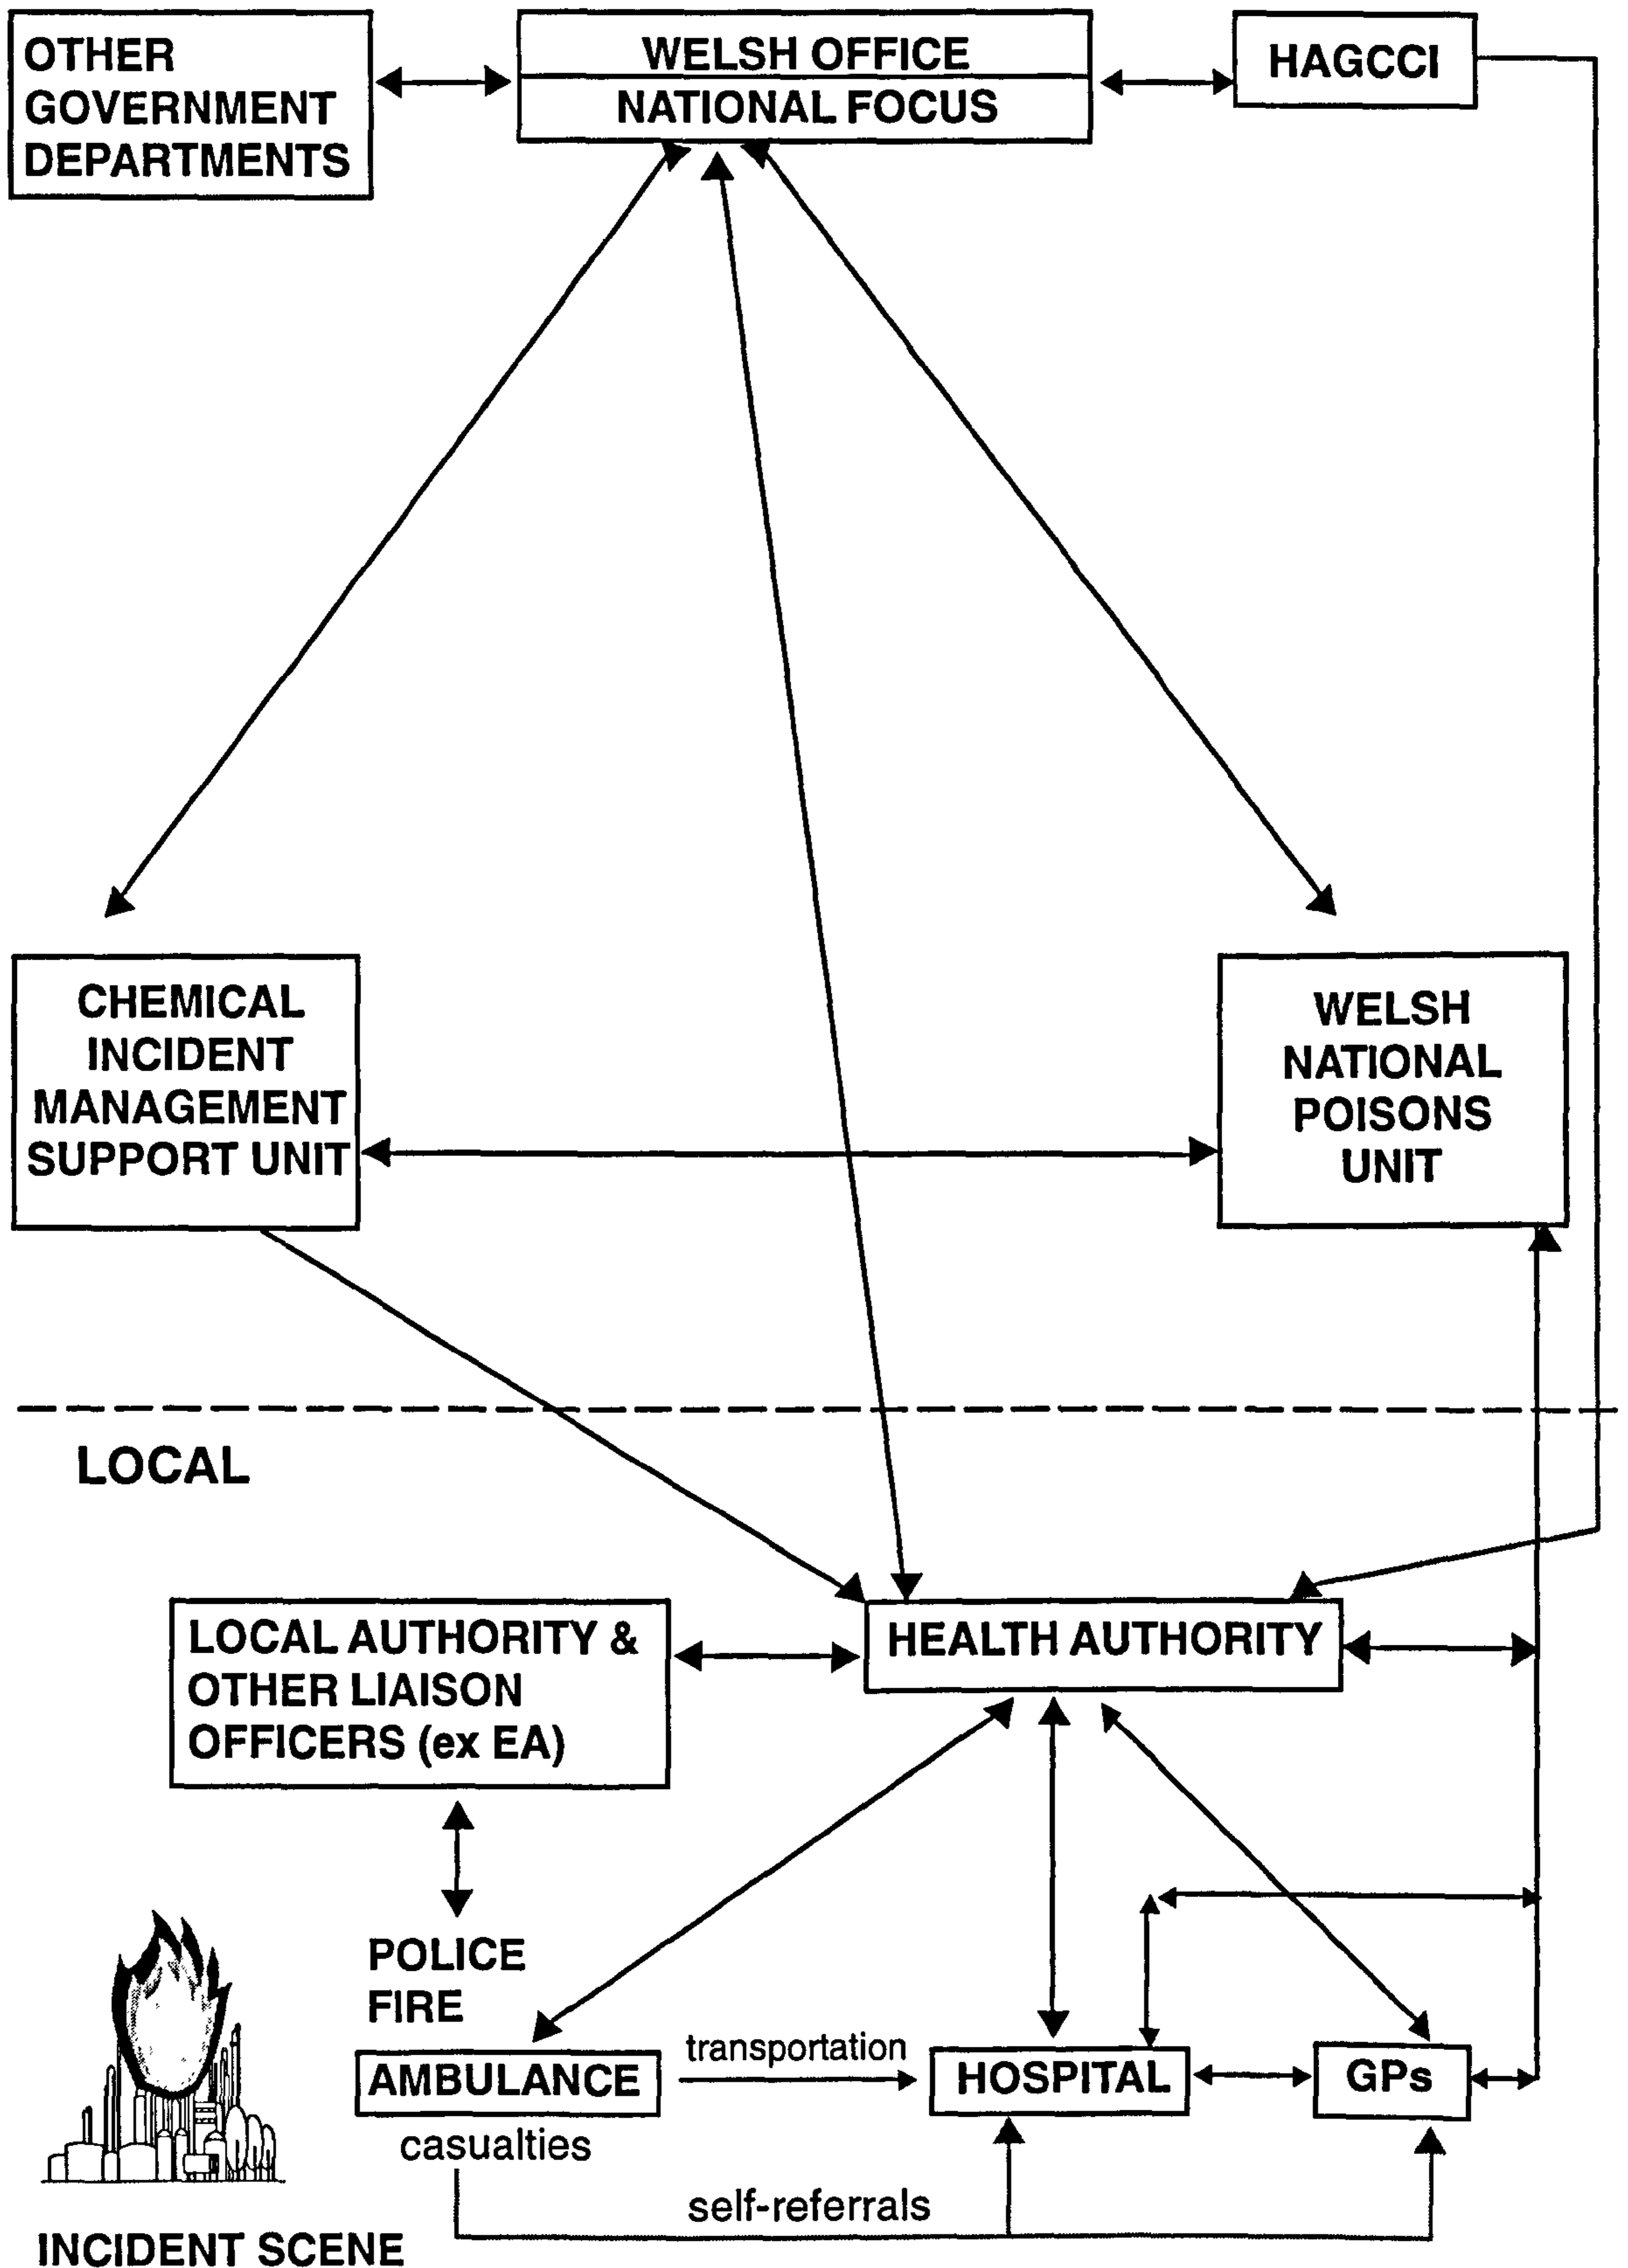 OTHER
GOVERNMENT
DEPARTMENTS
WELSH OFFICE
NATIONAL FOCUS
HAGCCI
CHEMICAL
INCIDENT
MANAGEMENT
SUPPORT UNIT
WELSH
NATIONAL
POISONS
UNIT
LOCAL
LOCAL AUTHORITY &
OTHER LIAISON
OFFICERS (ex EA)
HEALTH AUTHORITY
POLICE
FIRE
AMBULANCE
transportation
HOSPITAL
GPs
casualties
self-referrals
INCIDENT SCENE